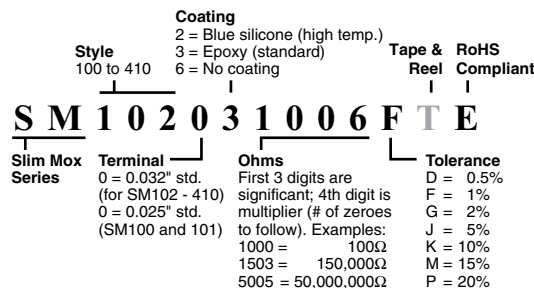 Coating
2 = Blue silicone (high temp.)
3 = Epoxy (standard)
6 = No coating
Style
100 to 410
Tape &
Reel
RoHS
Compliant
S M 1 0 2 0 3 1 0 0 6 F T E
Slim Mox
Series
Terminal
0 = 0.032" std.
(for SM102 - 410)
0 = 0.025" std.
(SM100 and 101)
Ohms
First 3 digits are
significant; 4th digit is
multiplier (# of zeroes
to follow). Examples:
1000 = 100Ω
1503 = 150,000Ω
5005 = 50,000,000Ω
Tolerance
D = 0.5%
F = 1%
G = 2%
J = 5%
K = 10%
M = 15%
P = 20%